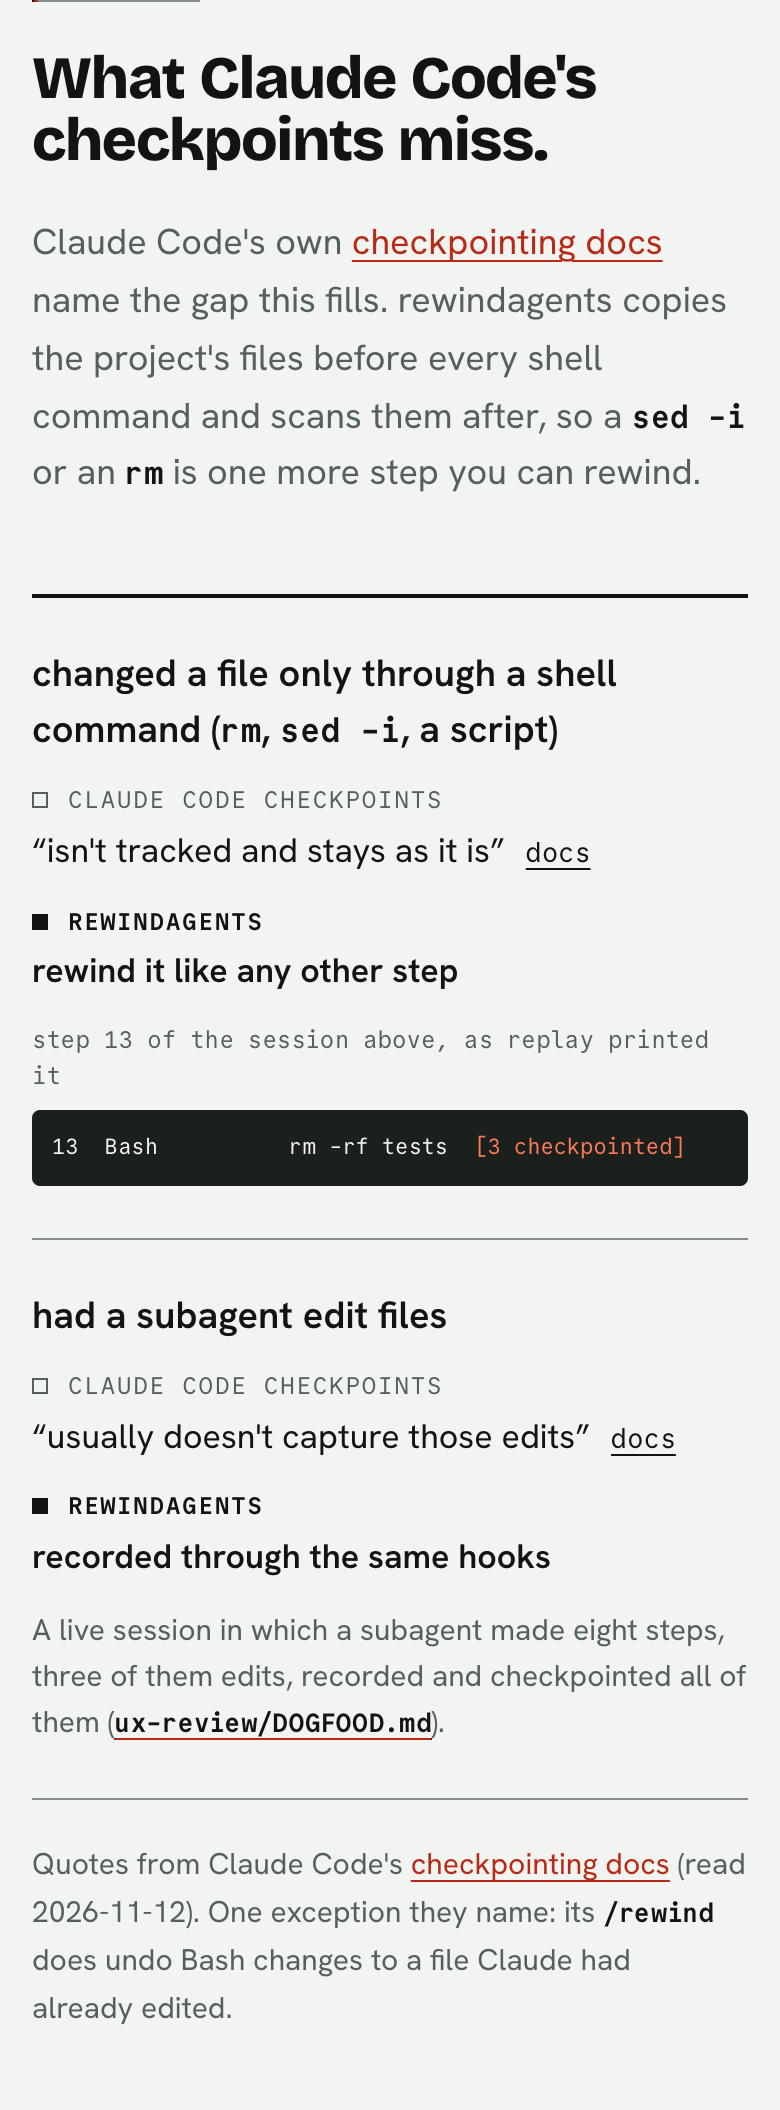 What Claude Code's
checkpoints miss.
Claude Code's own checkpointing docs
name the gap this fills. rewindagents copies
the project's files before every shell
command and scans them after, so a sed -i
or an rm is one more step you can rewind.
changed a file only through a shell
command (rm, sed -i, a script)
CLAUDE CODE CHECKPOINTS
“isn't tracked and stays as it is” docs
REWINDAGENTS
rewind it like any other step
step 13 of the session above, as replay printed
it
13 Bash rm -rf tests [3 checkpointed]
had a subagent edit files
CLAUDE CODE CHECKPOINTS
“usually doesn't capture those edits” docs
REWINDAGENTS
recorded through the same hooks
A live session in which a subagent made eight steps,
three of them edits, recorded and checkpointed all of
them (ux-review/DOGFOOD.md).
Quotes from Claude Code's checkpointing docs (read
2026-11-12). One exception they name: its /rewind
does undo Bash changes to a file Claude had
already edited.